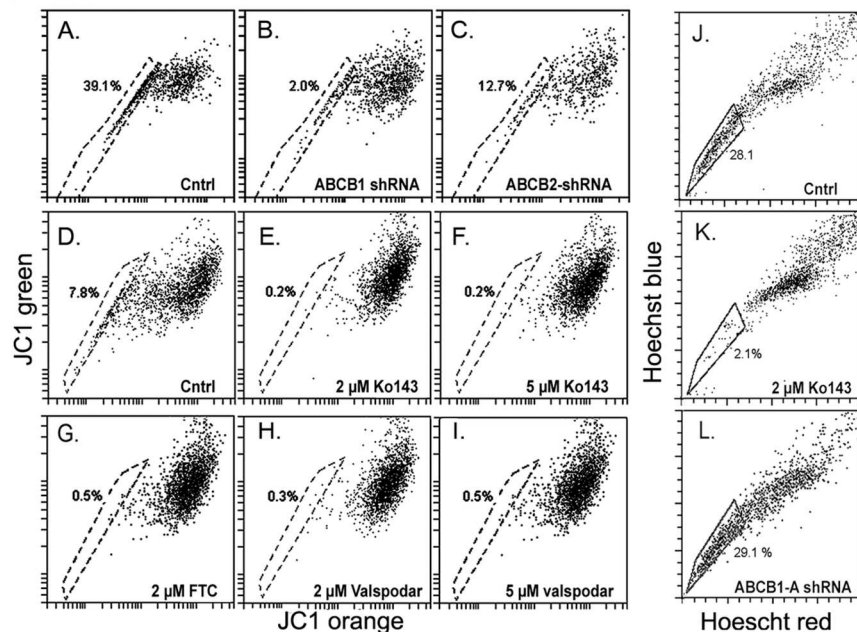 A.
39.1%
Cntrl
B.
2.0%
ABCB1 shRNA
C.
12.7%
ABCB2-shRNA
D.
7.8%
Cntrl
E.
0.2%
2 µM Ko143
F.
0.2%
5 µM Ko143
G.
0.5%
2 µM FTC
H.
0.3%
2 µM Valspodar
I.
0.5%
5 µM valspodar
JC1 green
JC1 orange
J.
28.1
Cntrl
K.
2.1%
2 µM Ko143
L.
29.1 %
ABCB1-A shRNA
Hoechst blue
Hoescht red